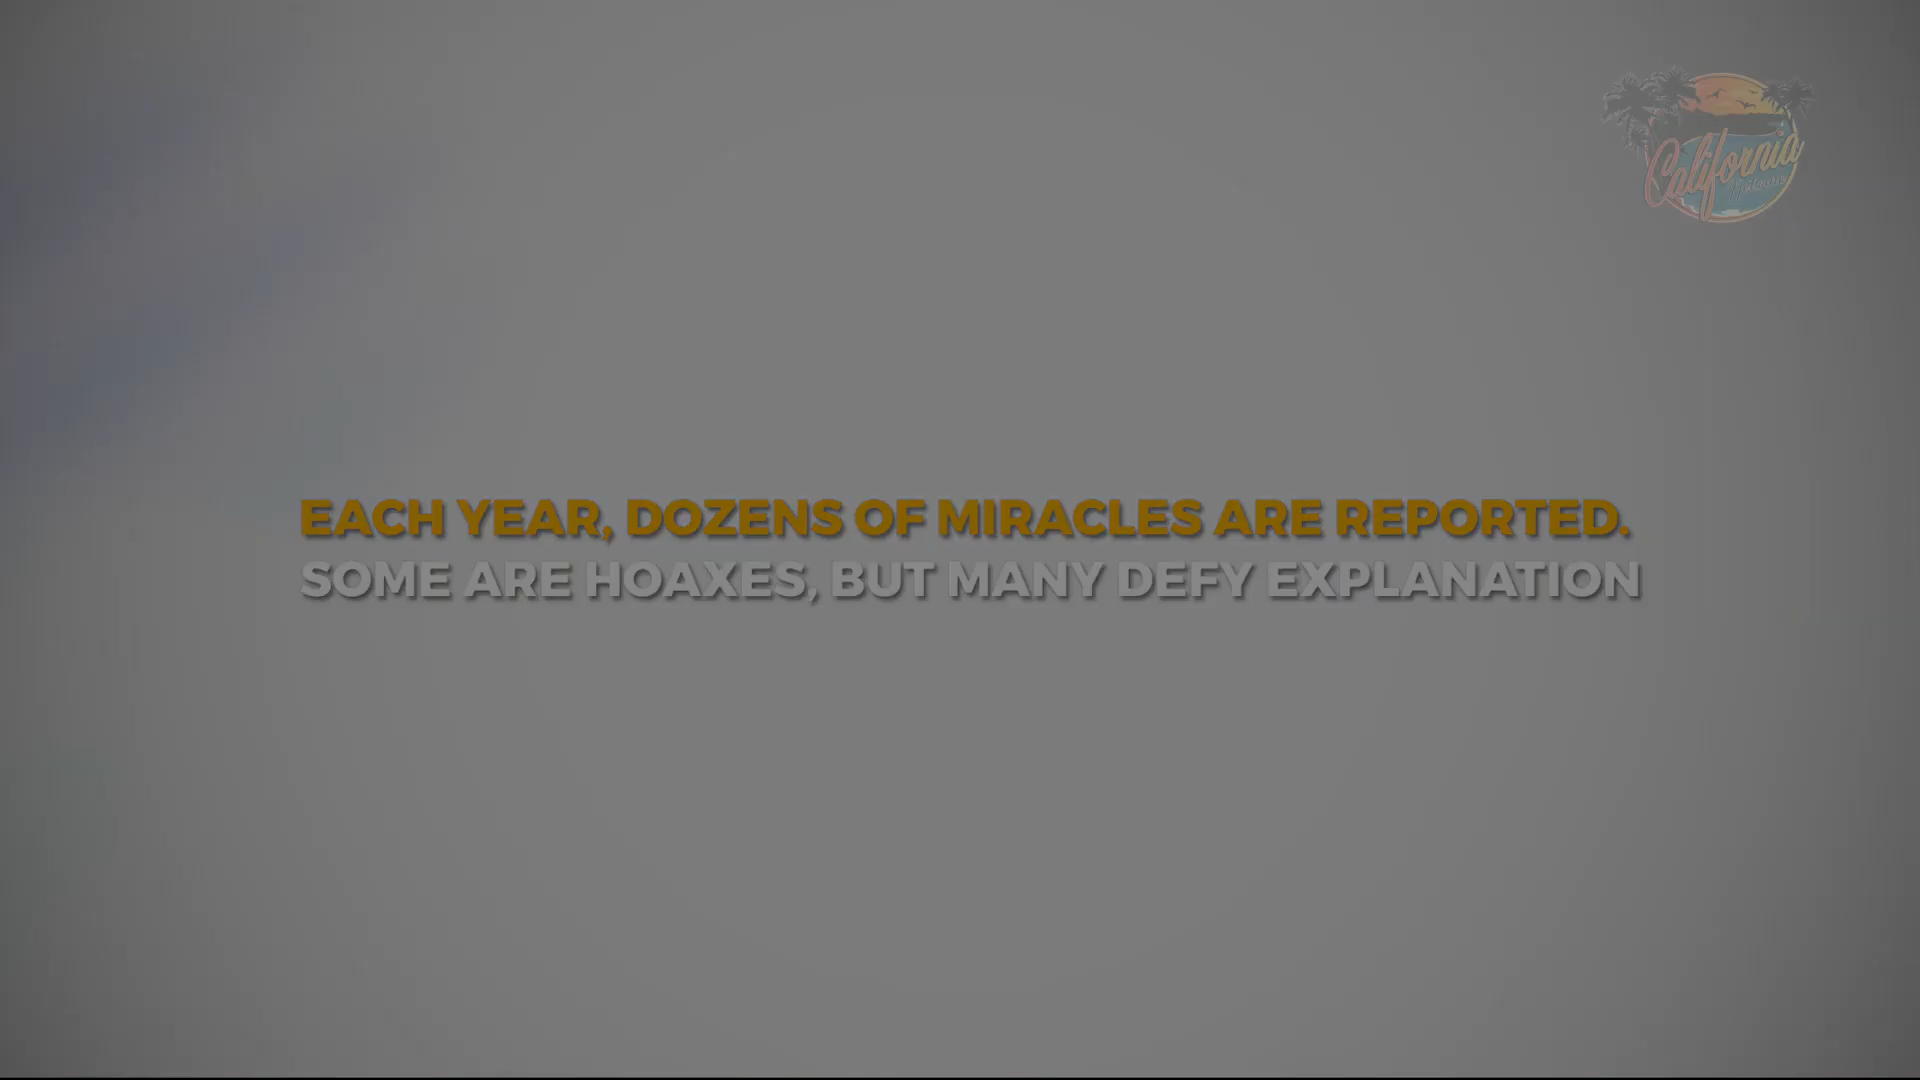 California
EACH YEAR, DOZENS OF MIRACLES ARE REPORTED.
SOME ARE HOAXES, BUT MANY DEFY EXPLANATION